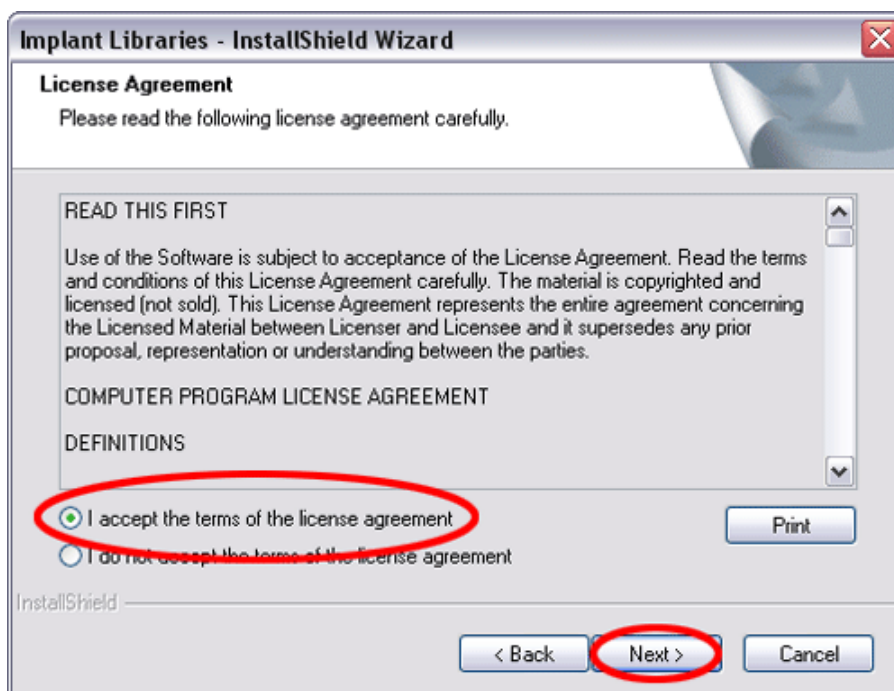 Implant Libraries - InstallShield Wizard
License Agreement
Please read the following license agreement carefully.
READ THIS FIRST
Use of the Software is subject to acceptance of the License Agreement. Read the terms
and conditions of this License Agreement carefully. The material is copyrighted and
licensed (not sold). This License Agreement represents the entire agreement concerning
the Licensed Material between Licenser and Licensee and it supersedes any prior
proposal, representation or understanding between the parties.
COMPUTER PROGRAM LICENSE AGREEMENT
DEFINITIONS
I accept the terms of the license agreement
Print
I do not accept the terms of the license agreement
InstallShield
< Back
Next >
Cancel